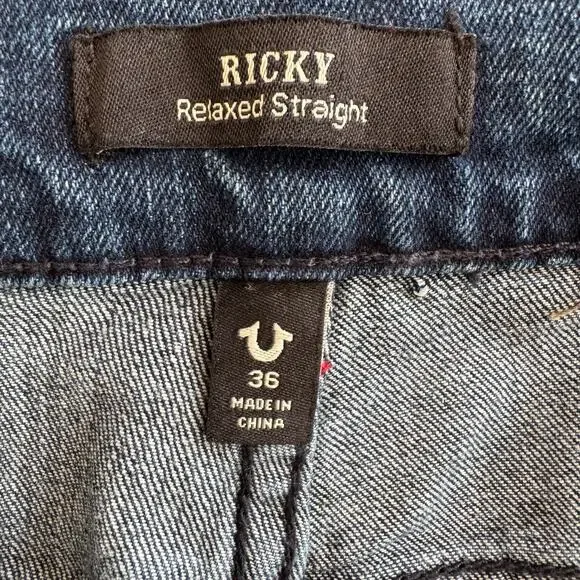 RICKY
Relaxed Straight
36
MADE IN
CHINA